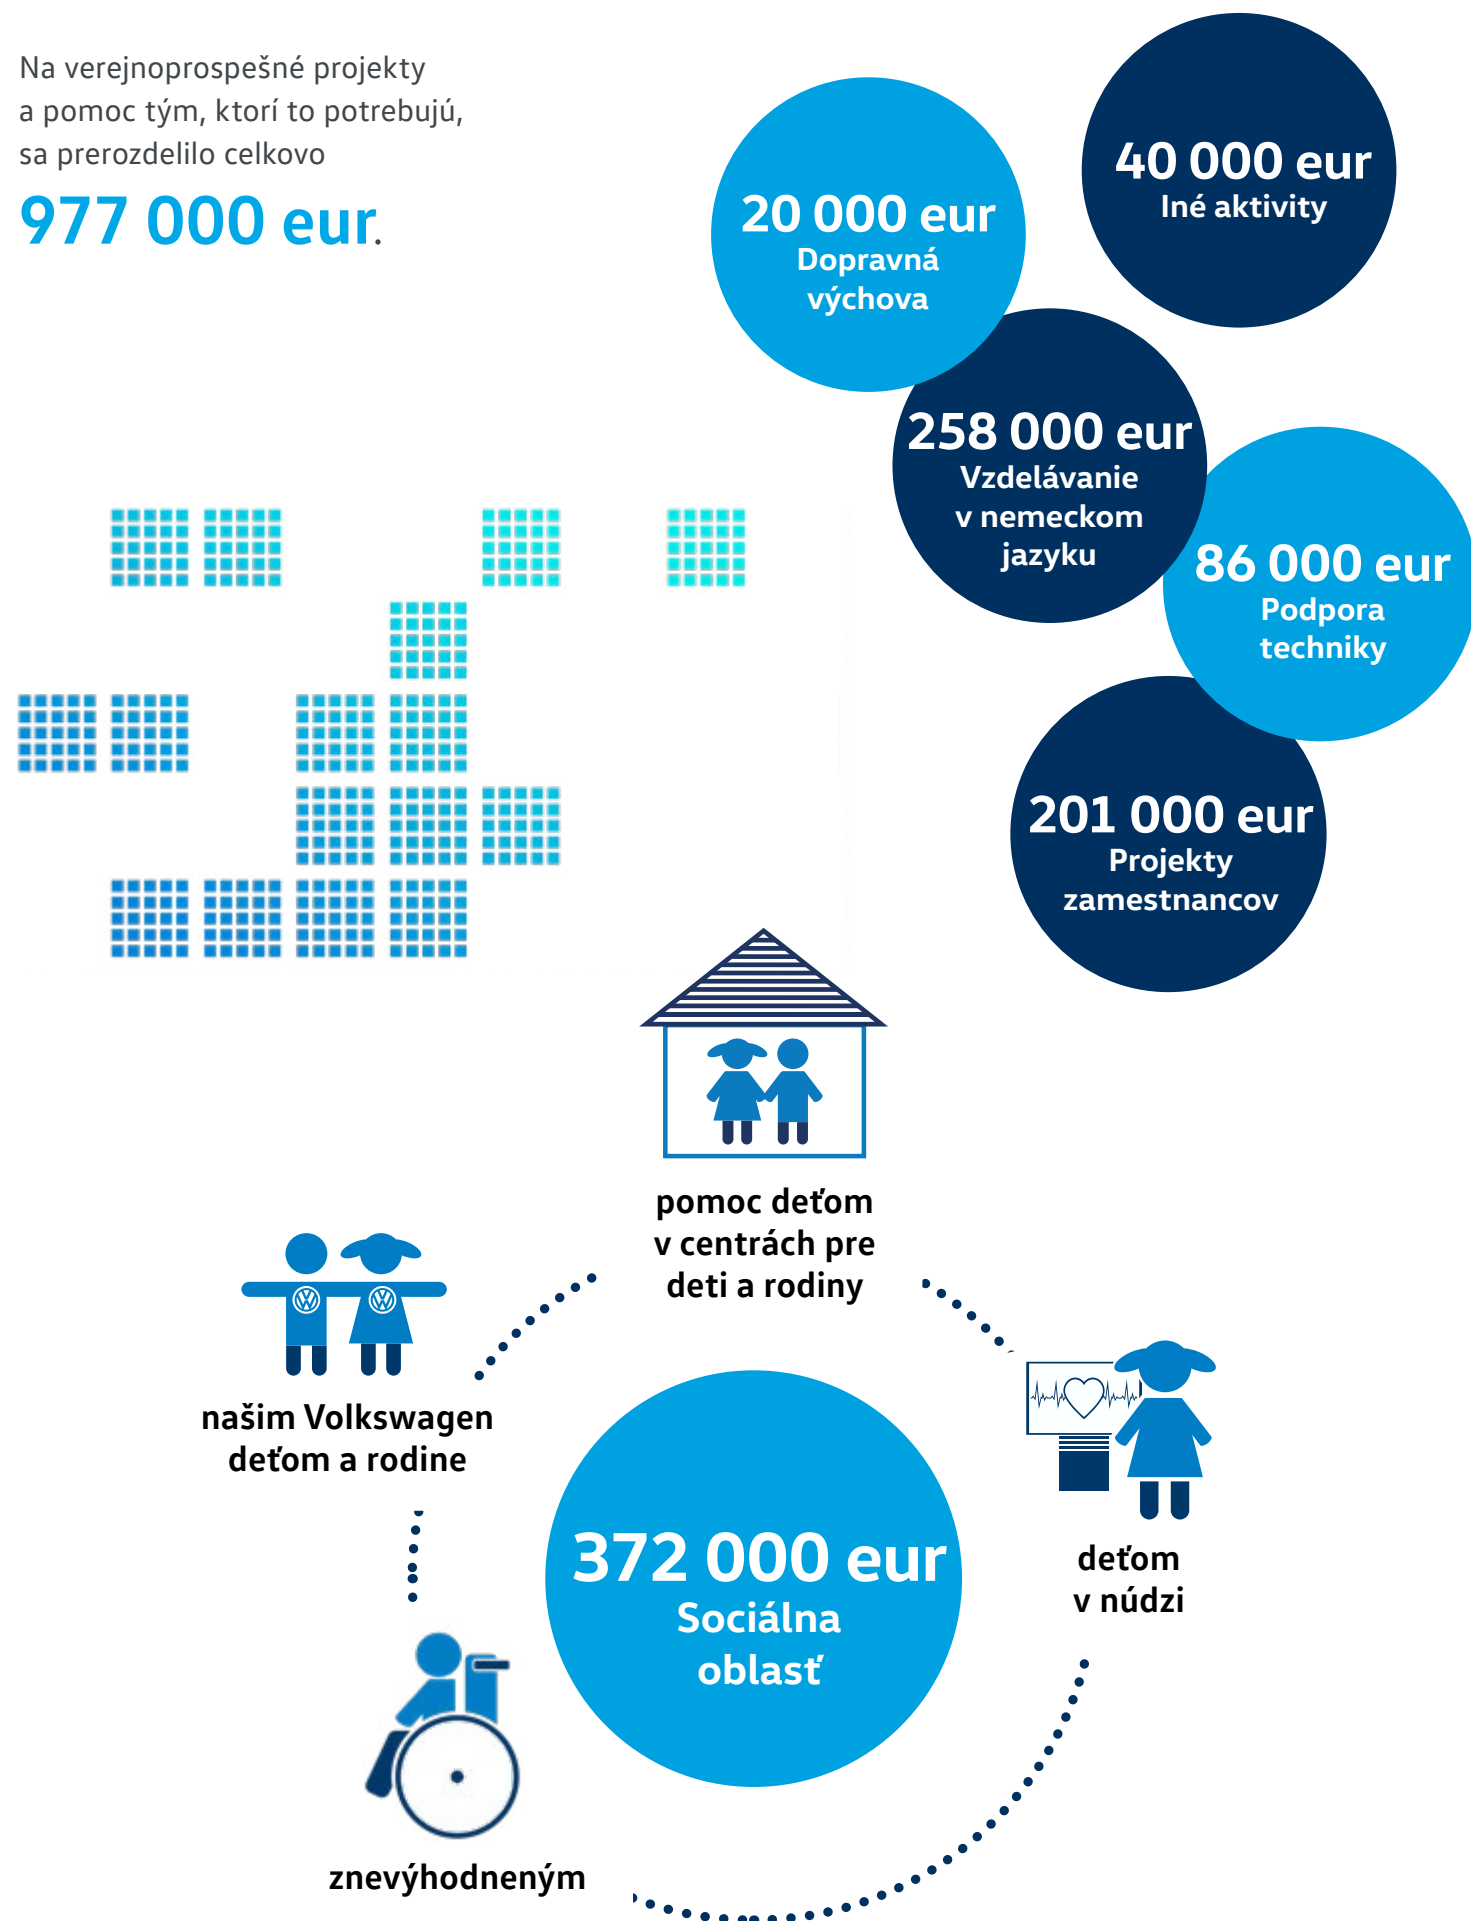 Na verejnoprospešné projekty
a pomoc tým, ktorí to potrebujú,
sa prerozdelilo celkovo
977 000 eur.
40 000 eur
Iné aktivity
20 000 eur
Dopravná
výchova
258 000 eur
Vzdelávanie
v nemeckom
jazyku
86 000 eur
Podpora
techniky
201 000 eur
Projekty
zamestnancov
pomoc deťom
v centrách pre
deti a rodiny
našim Volkswagen
deťom a rodine
deťom
v núdzi
372 000 eur
Sociálna
oblasť
znevýhodneným